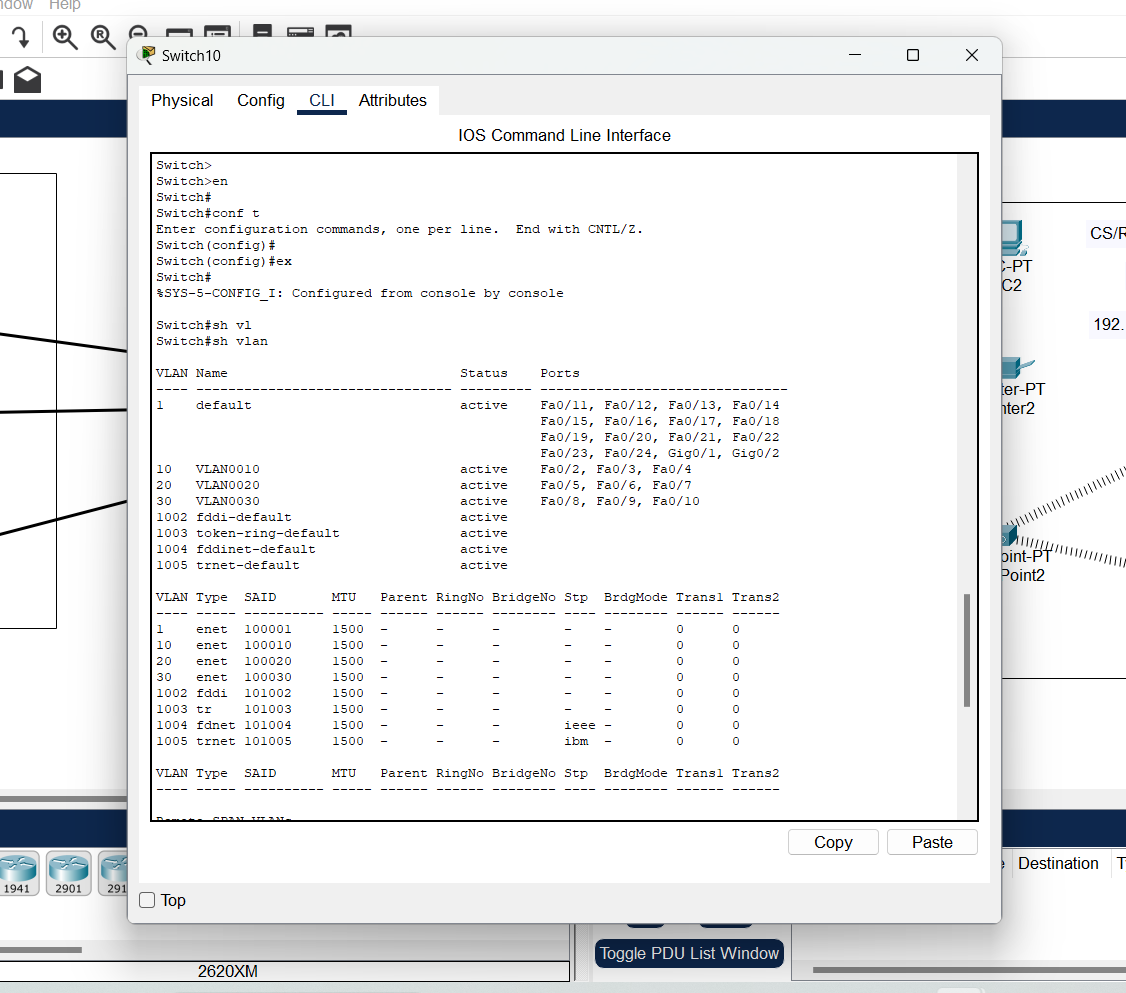 Help
Switch10
Physical Config CLI Attributes
IOS Command Line Interface
Switch>
Switch>en
Switch#
Switch#conf t
Enter configuration commands, one per line.  End with CNTL/Z.
Switch(config)#
Switch(config)#ex
Switch#
%SYS-5-CONFIG_I: Configured from console by console
Switch#sh vl
Switch#sh vlan
VLAN Name                             Status    Ports
---- -------------------------------- --------- -------------------------------
1    default                          active    Fa0/11, Fa0/12, Fa0/13, Fa0/14
                                                Fa0/15, Fa0/16, Fa0/17, Fa0/18
                                                Fa0/19, Fa0/20, Fa0/21, Fa0/22
                                                Fa0/23, Fa0/24, Gig0/1, Gig0/2
10   VLAN0010                         active    Fa0/2, Fa0/3, Fa0/4
20   VLAN0020                         active    Fa0/5, Fa0/6, Fa0/7
30   VLAN0030                         active    Fa0/8, Fa0/9, Fa0/10
1002 fddi-default                     active
1003 token-ring-default               active
1004 fddinet-default                  active
1005 trnet-default                    active
VLAN Type  SAID       MTU   Parent RingNo BridgeNo Stp  BrdgMode Trans1 Trans2
---- ----- ---------- ----- ------ ------ -------- ---- -------- ------ ------
1    enet  100001     1500  -      -      -        -    -        0      0
10   enet  100010     1500  -      -      -        -    -        0      0
20   enet  100020     1500  -      -      -        -    -        0      0
30   enet  100030     1500  -      -      -        -    -        0      0
1002 fddi  101002     1500  -      -      -        -    -        0      0
1003 tr    101003     1500  -      -      -        -    -        0      0
1004 fdnet 101004     1500  -      -      -        ieee -        0      0
1005 trnet 101005     1500  -      -      -        ibm  -        0      0
VLAN Type  SAID       MTU   Parent RingNo BridgeNo Stp  BrdgMode Trans1 Trans2
---- ----- ---------- ----- ------ ------ -------- ---- -------- ------ ------
Copy Paste
Top
CS/R
-PT
C2
192.
ter-PT
nter2
oint-PT
Point2
1941 2901 291
Destination
2620XM
Toggle PDU List Window